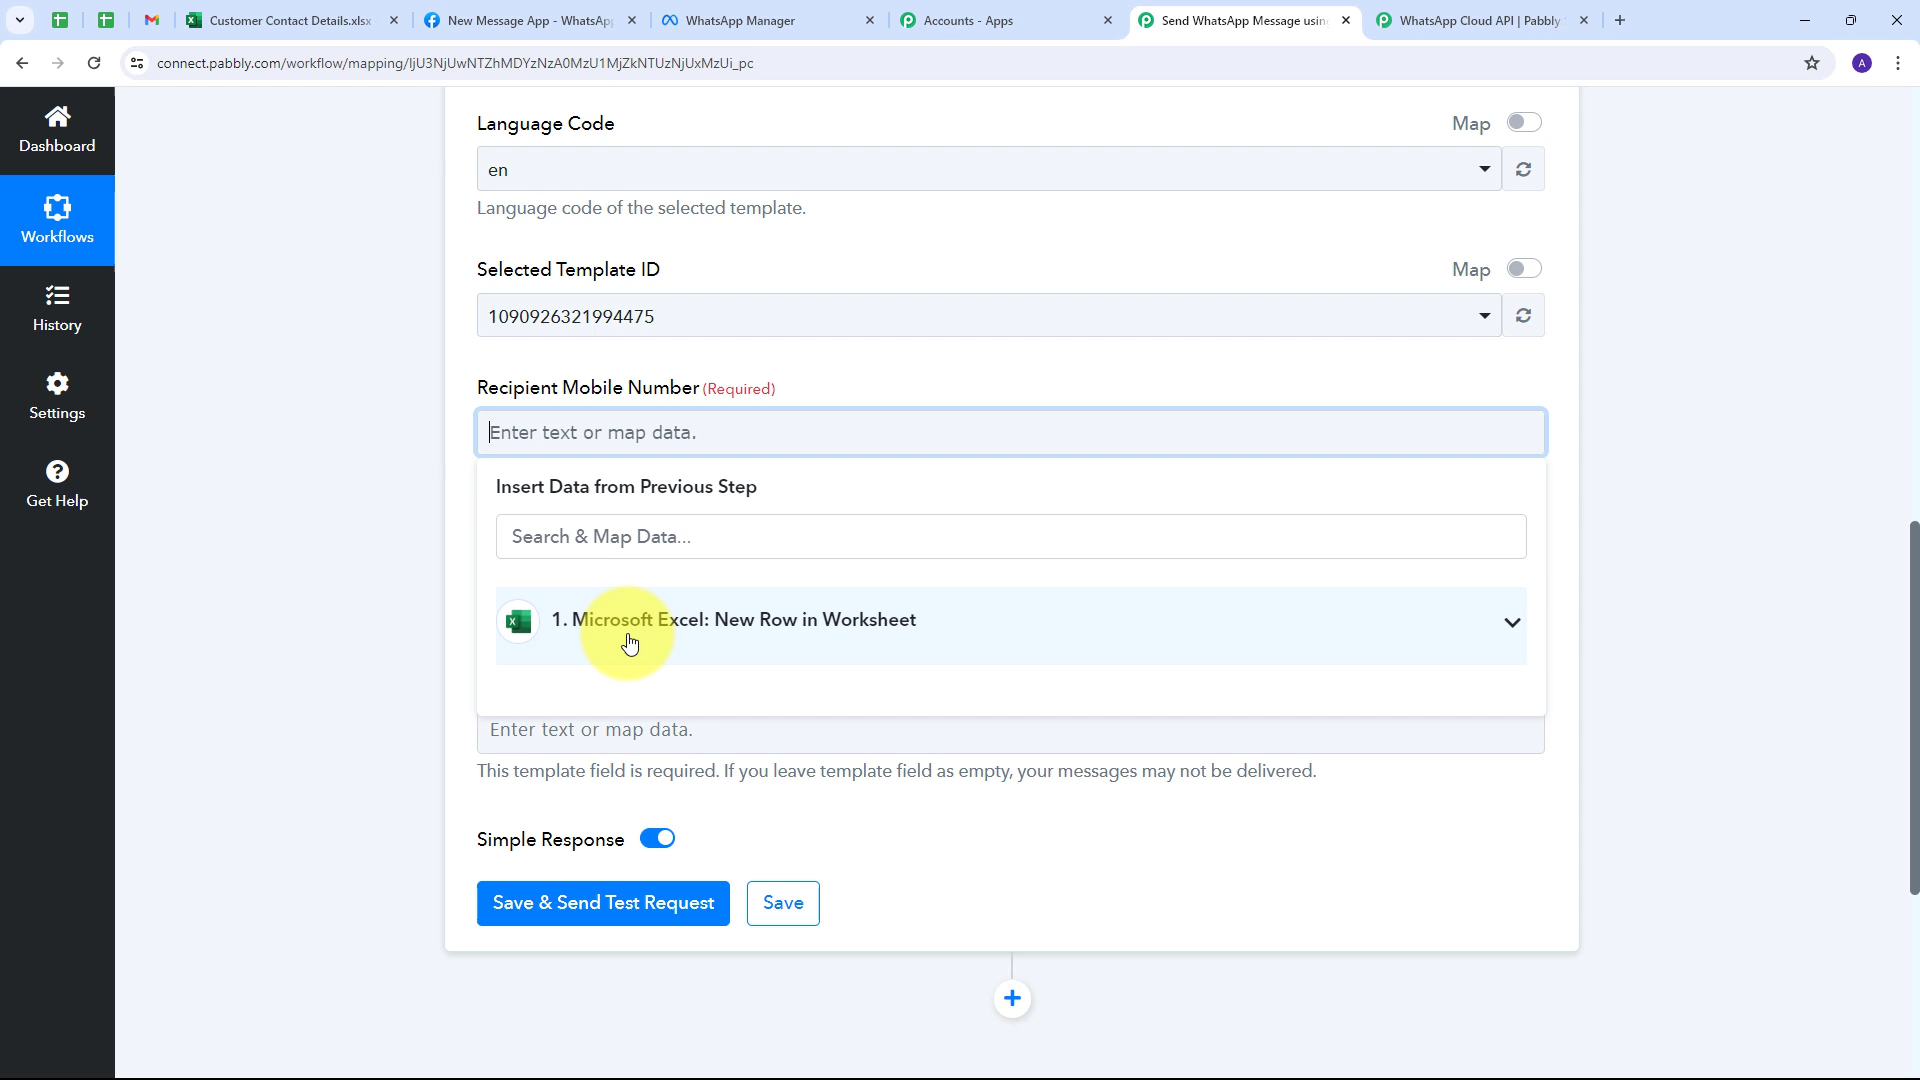 Customer Contact Details.xlsx
New Message App - WhatsAp
WhatsApp Manager
Accounts - Apps
Send WhatsApp Message usin
WhatsApp Cloud API | Pabbly
connect.pabbly.com/workflow/mapping/IjU3NjUwNTZhMDYzNzA0MzU1MjZkNTUzNjUxMzUi_pc
A
Dashboard
Workflows
History
Settings
Get Help
Language Code
Map
en
Language code of the selected template.
Selected Template ID
Map
1090926321994475
Recipient Mobile Number (Required)
Enter text or map data.
Insert Data from Previous Step
Search & Map Data...
1. Microsoft Excel: New Row in Worksheet
Enter text or map data.
This template field is required. If you leave template field as empty, your messages may not be delivered.
Simple Response
Save & Send Test Request
Save